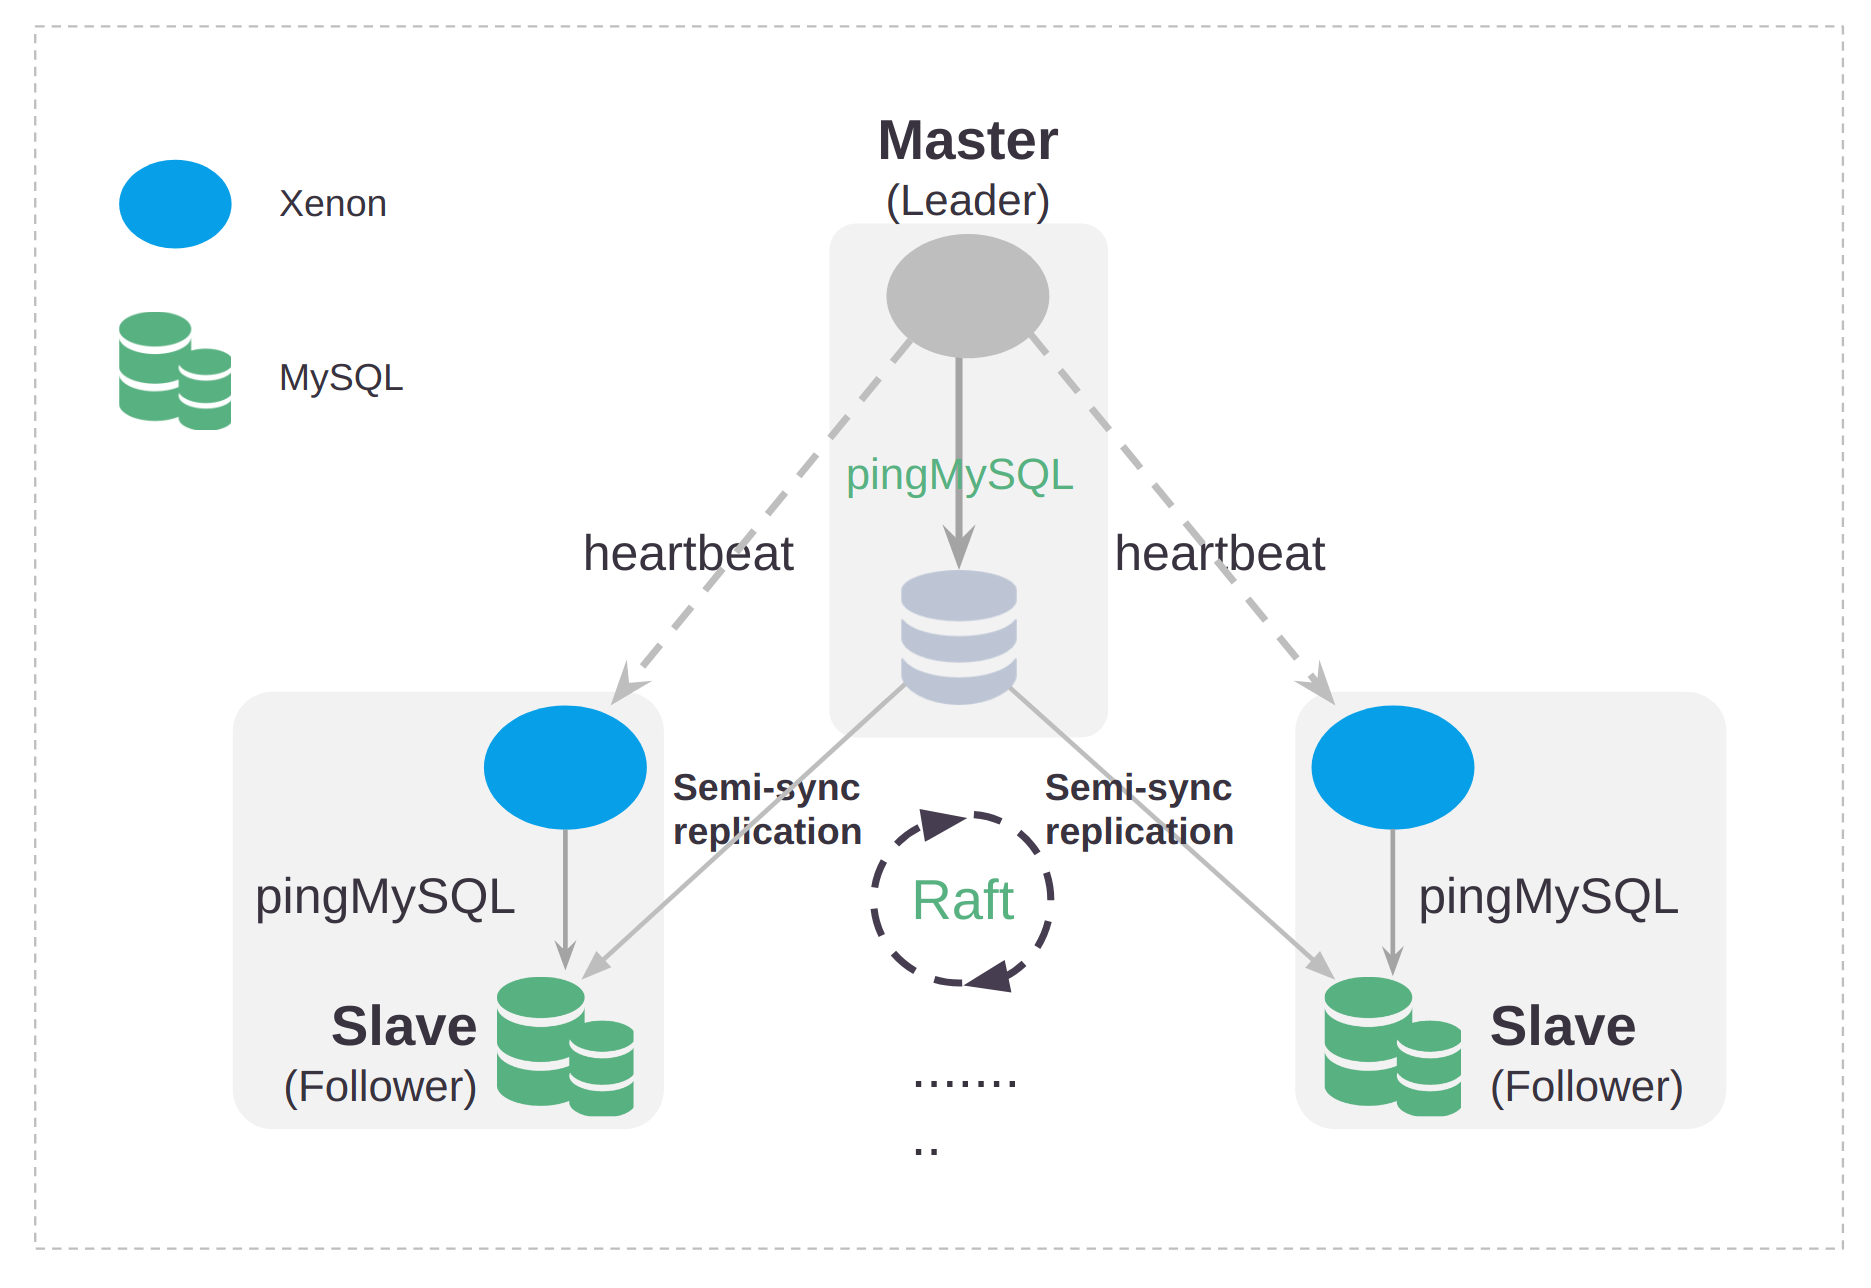 Master
(Leader)
Xenon
MySQL
pingMySQL
heartbeat
heartbeat
Semi-sync
replication
Semi-sync
replication
Raft
pingMySQL
pingMySQL
Slave
(Follower)
Slave
(Follower)
.......
..